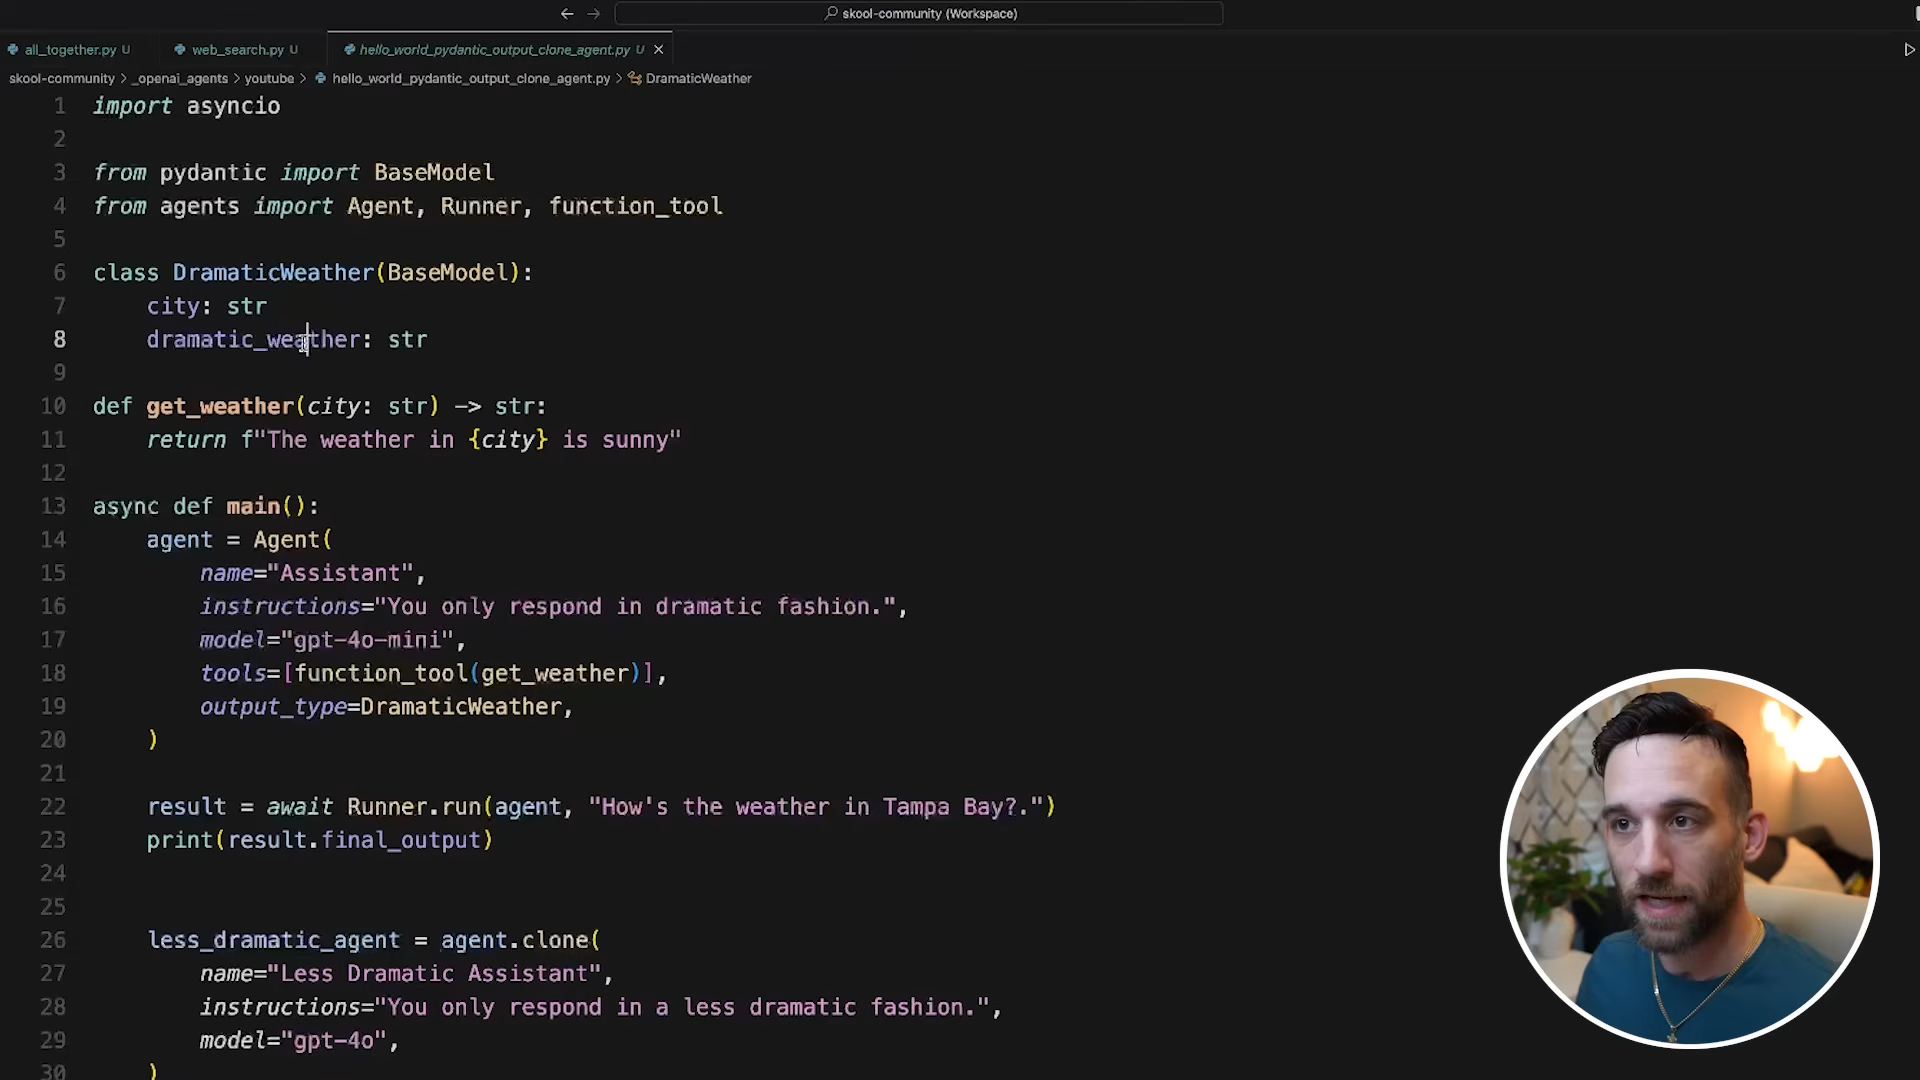 skool-community (Workspace)
all_together.py U
web_search.py U
hello_world_pydantic_output_clone_agent.py U
skool-community > _openai_agents > youtube > hello_world_pydantic_output_clone_agent.py > DramaticWeather
1 import asyncio
2
3 from pydantic import BaseModel
4 from agents import Agent, Runner, function_tool
5
6 class DramaticWeather(BaseModel):
7 city: str
8 dramatic_weather: str
9
10 def get_weather(city: str) -> str:
11 return f"The weather in {city} is sunny"
12
13 async def main():
14 agent = Agent(
15 name="Assistant",
16 instructions="You only respond in dramatic fashion.",
17 model="gpt-4o-mini",
18 tools=[function_tool(get_weather)],
19 output_type=DramaticWeather,
20 )
21
22 result = await Runner.run(agent, "How's the weather in Tampa Bay?.")
23 print(result.final_output)
24
25
26 less_dramatic_agent = agent.clone(
27 name="Less Dramatic Assistant",
28 instructions="You only respond in a less dramatic fashion.",
29 model="gpt-4o",
30 )